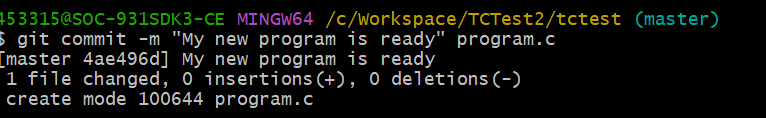 453315@SOC-931SDK3-CE MINGW64 /c/Workspace/TCTest2/tctest (master)
$ git commit -m "My new program is ready" program.c
[master 4ae496d] My new program is ready
1 file changed, 0 insertions(+), 0 deletions(-)
create mode 100644 program.c